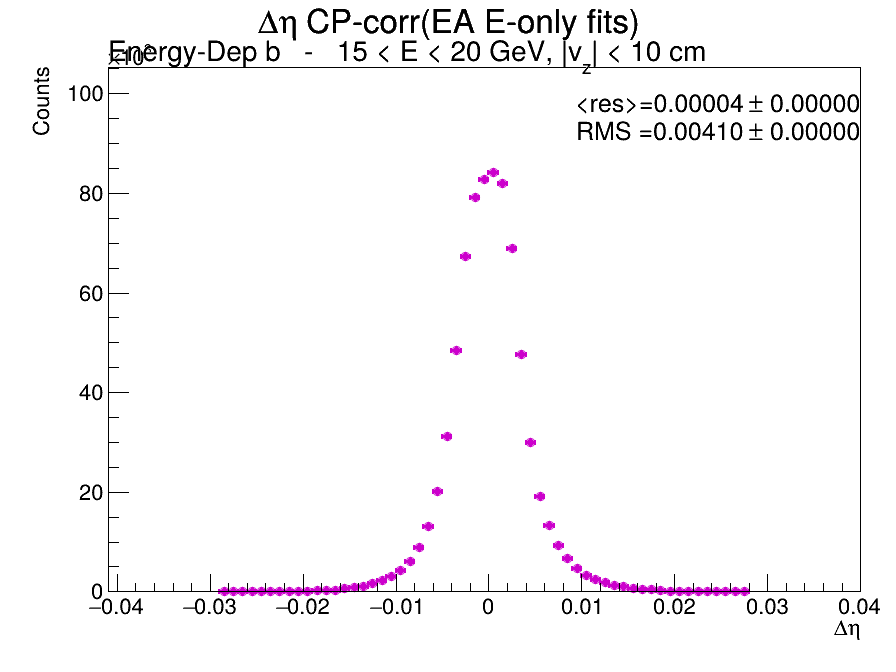 Δη CP-corr(EA E-only fits)
Energy-Dep b - 15 < E < 20 GeV, |v_z| < 10 cm
Counts
<res>=0.00004 ± 0.00000
RMS =0.00410 ± 0.00000
100
80
60
40
20
0
−0.04 −0.03 −0.02 −0.01 0 0.01 0.02 0.03 0.04
Δη